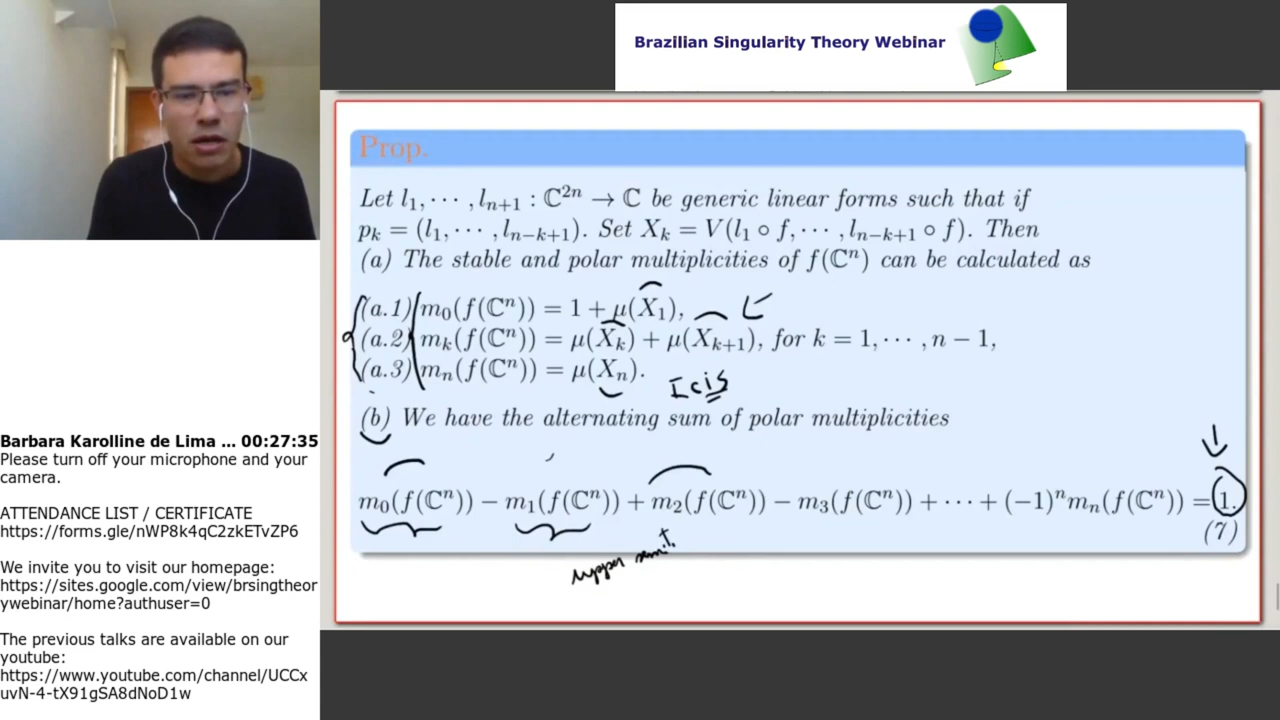 Brazilian Singularity Theory Webinar
Prop.
Let l₁, ⋯ , lₙ₊₁ : ℂ²ⁿ → ℂ be generic linear forms such that if
pₖ = (l₁, ⋯ , lₙ₋ₖ₊₁). Set Xₖ = V(l₁ ∘ f, ⋯ , lₙ₋ₖ₊₁ ∘ f). Then
(a) The stable and polar multiplicities of f(ℂⁿ) can be calculated as
(a.1) m₀(f(ℂⁿ)) = 1 + μ(X₁),
(a.2) mₖ(f(ℂⁿ)) = μ(Xₖ) + μ(Xₖ₊₁), for k = 1, ⋯ , n − 1,
(a.3) mₙ(f(ℂⁿ)) = μ(Xₙ).
Icis
(b) We have the alternating sum of polar multiplicities
m₀(f(ℂⁿ)) − m₁(f(ℂⁿ)) + m₂(f(ℂⁿ)) − m₃(f(ℂⁿ)) + ⋯ + (−1)ⁿmₙ(f(ℂⁿ)) = 1.
(7)
upper
Barbara Karolline de Lima ... 00:27:35
Please turn off your microphone and your
camera.
ATTENDANCE LIST / CERTIFICATE
https://forms.gle/nWP8k4qC2zkETvZP6
We invite you to visit our homepage:
https://sites.google.com/view/brsingtheor
ywebinar/home?authuser=0
The previous talks are available on our
youtube:
https://www.youtube.com/channel/UCCx
uvN-4-tX91gSA8dNoD1w